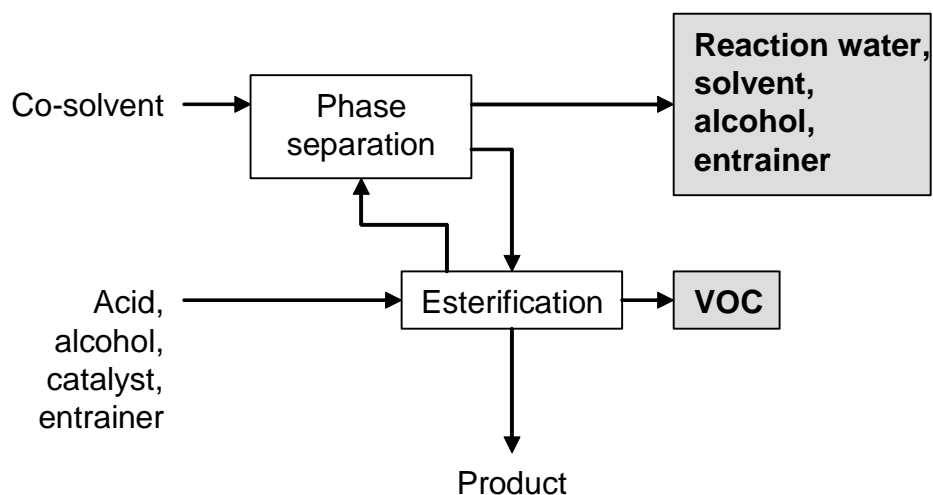 Co-solvent
Phase
separation
Reaction water,
solvent,
alcohol,
entrainer
Acid,
alcohol,
catalyst,
entrainer
Esterification
VOC
Product